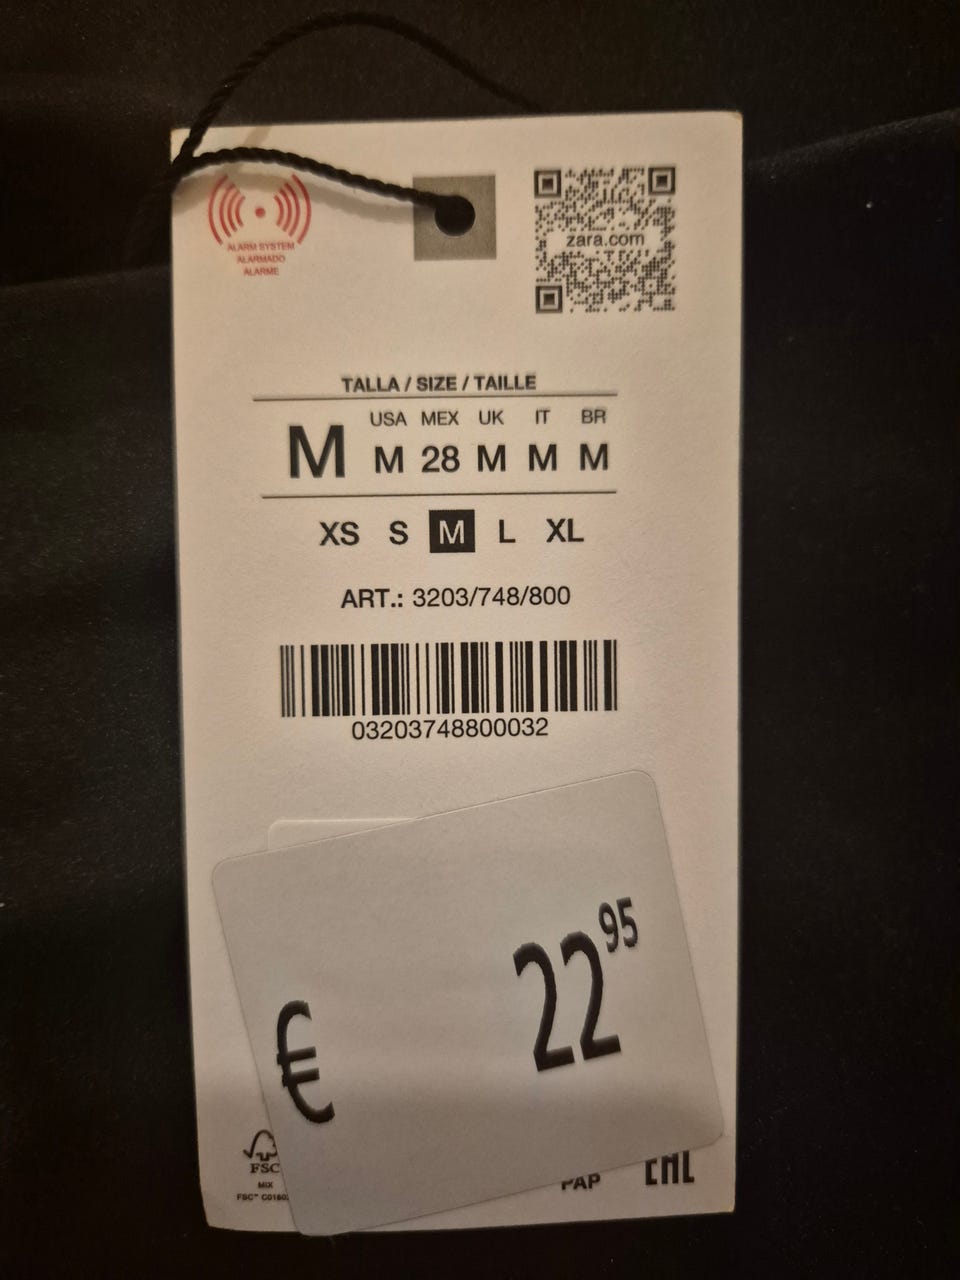 ALARM SYSTEM
ALARMADO
ALARME
zara.com
TALLA / SIZE / TAILLE
USA MEX UK IT BR
M M 28 M M M
XS S M L XL
ART.: 3203/748/800
03203748800032
22 95
€
FSC
MIX
PAP
EAC